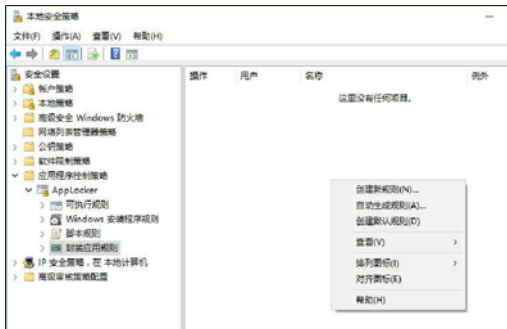 本地安全策略
文件(F) 操作(A) 查看(V) 帮助(H)
安全设置
帐户策略
本地策略
高级安全 Windows 防火墙
网络列表管理器策略
公钥策略
软件限制策略
应用程序控制策略
AppLocker
可执行规则
Windows 安装程序规则
脚本规则
封装应用规则
IP 安全策略，在 本地计算机
高级审核策略配置
操作 用户 名称 例外
这里没有任何项目。
创建新规则(N)...
自动生成规则(A)...
创建默认规则(D)
查看(V)
排列图标(I)
对齐图标(E)
帮助(H)